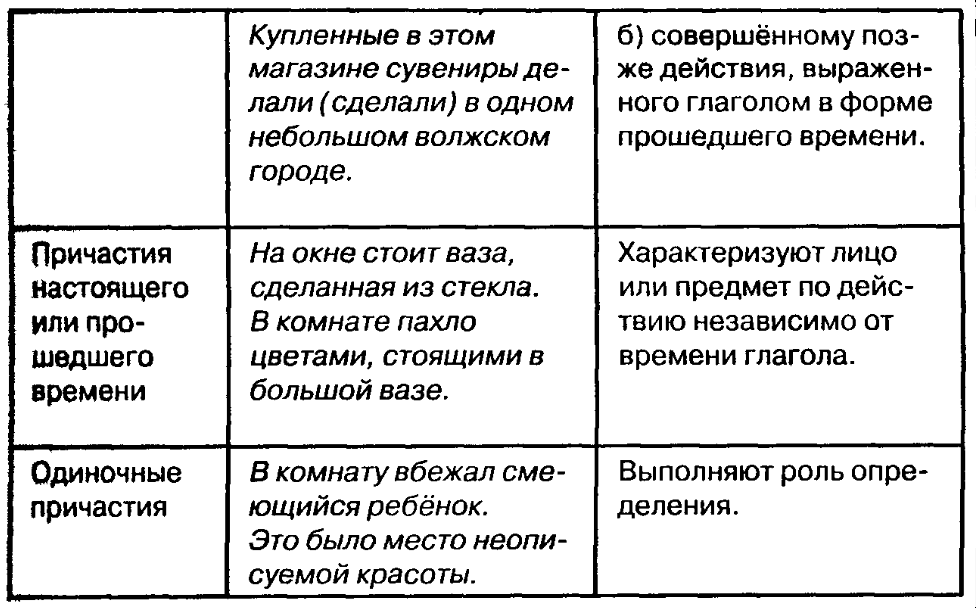 Купленные в этом
магазине сувениры де-
лали (сделали) в одном
небольшом волжском
городе.
б) совершённому поз-
же действия, выражен-
ного глаголом в форме
прошедшего времени.
Причастия
настоящего
или про-
шедшего
времени
На окне стоит ваза,
сделанная из стекла.
В комнате пахло
цветами, стоящими в
большой вазе.
Характеризуют лицо
или предмет по дейс-
твию независимо от
времени глагола.
Одиночные
причастия
В комнату вбежал сме-
ющийся ребёнок.
Это было место неопи-
суемой красоты.
Выполняют роль опре-
деления.